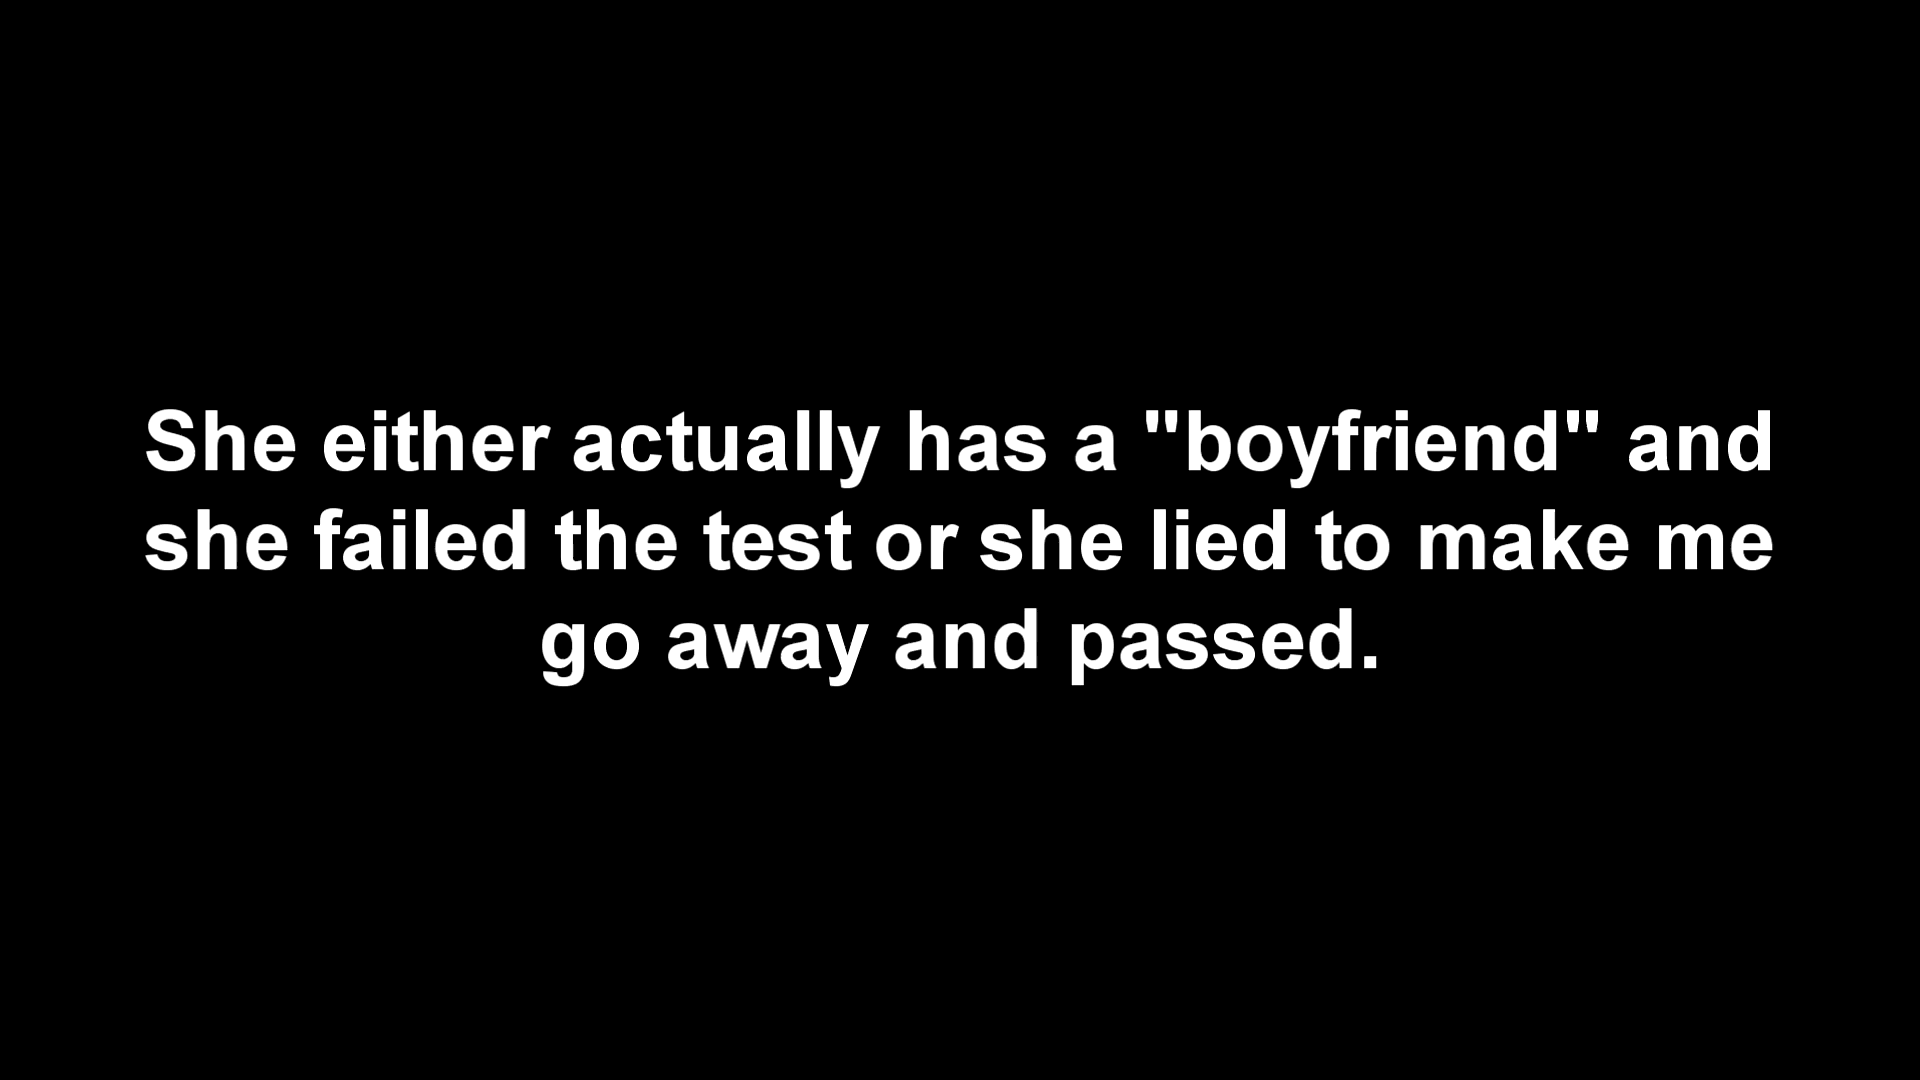 She either actually has a "boyfriend" and
she failed the test or she lied to make me
go away and passed.